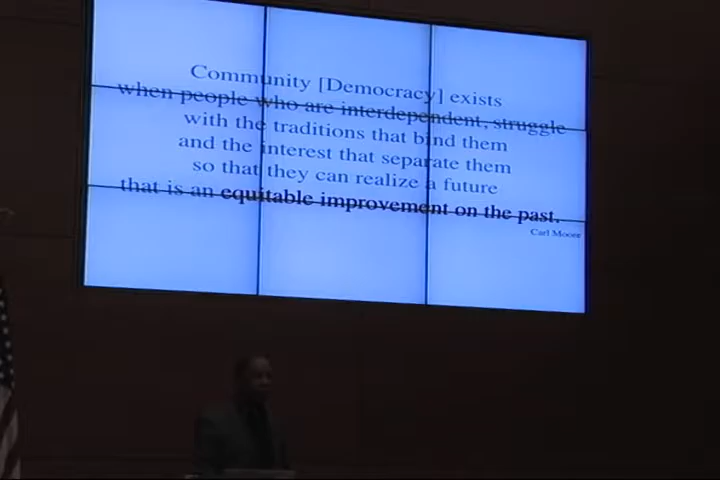 Community [Democracy] exists
when people who are interdependent, struggle
with the traditions that bind them
and the interest that separate them
so that they can realize a future
that is an equitable improvement on the past.
Carl Moore